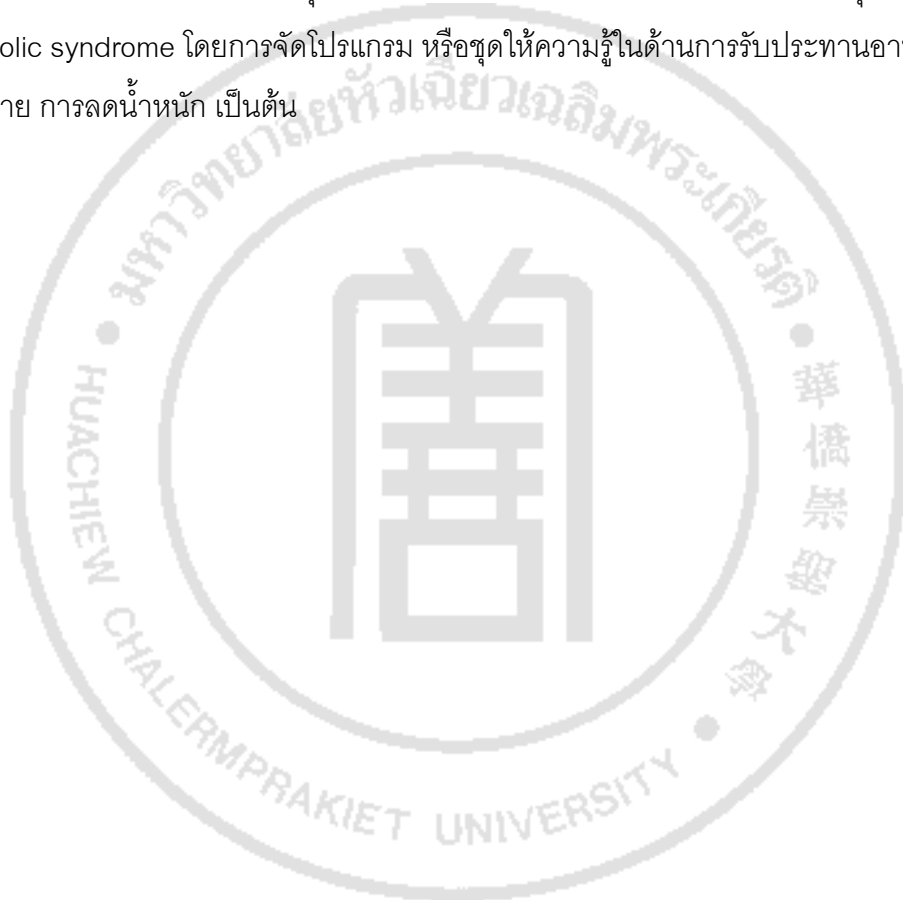 olic syndrome โดยการจัดโปรแกรม หรือชุดให้ความรู้ในด้านการรับประทานอา
าย การลดน้ำหนัก เป็นต้น
มหาวิทยาลัยหัวเฉียวเฉลิมพระเกียรติ
華僑崇聖大學
HUACHIEW CHALERMPRAKIET UNIVERSITY